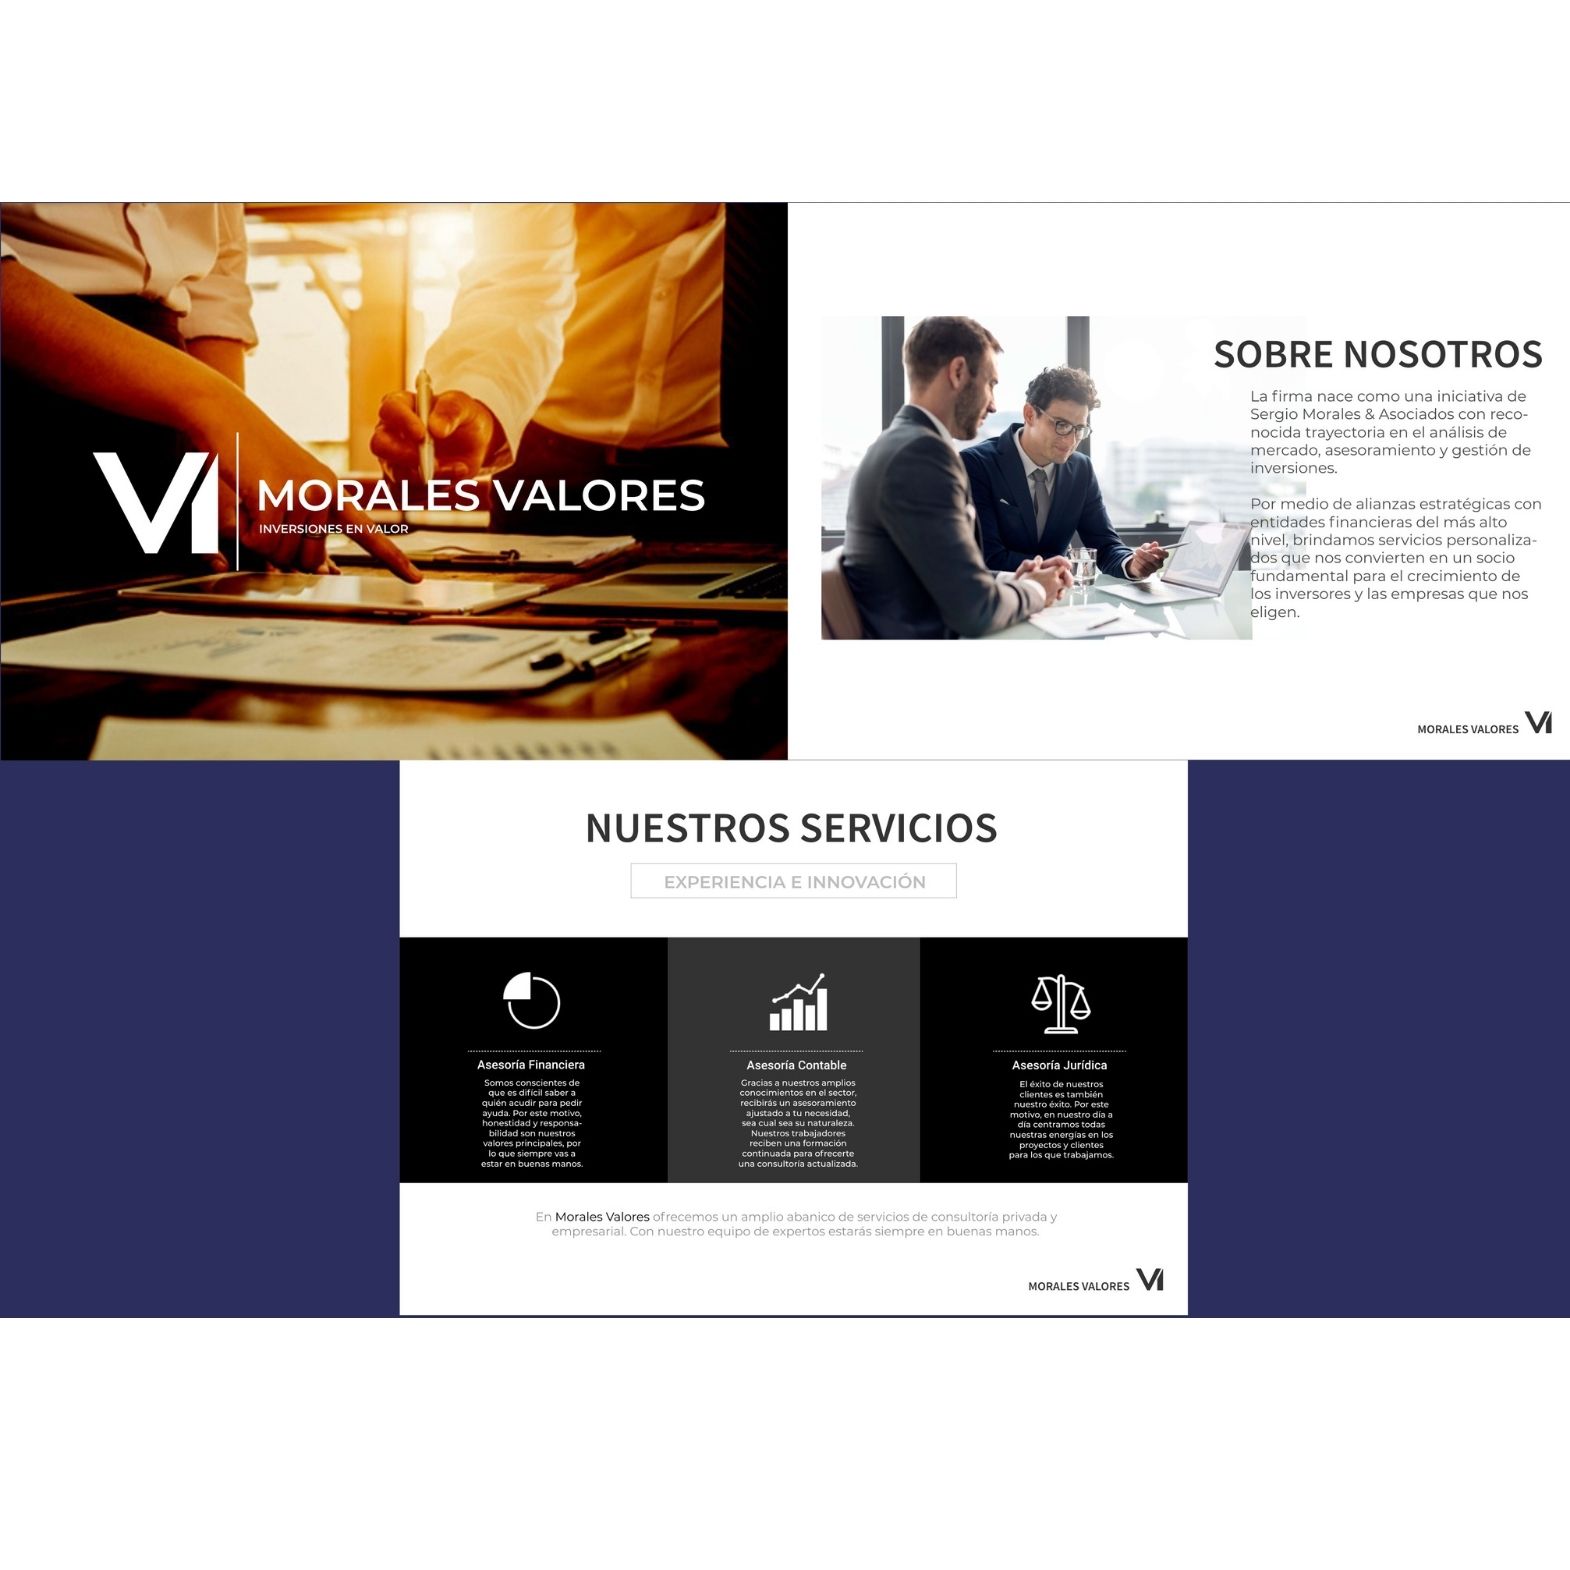 MORALES VALORES
INVERSIONES EN VALOR
SOBRE NOSOTROS
La firma nace como una iniciativa de
Sergio Morales & Asociados con reco-
nocida trayectoria en el análisis de
mercado, asesoramiento y gestión de
inversiones.
Por medio de alianzas estratégicas con
entidades financieras del más alto
nivel, brindamos servicios personaliza-
dos que nos convierten en un socio
fundamental para el crecimiento de
los inversores y las empresas que nos
eligen.
MORALES VALORES
NUESTROS SERVICIOS
EXPERIENCIA E INNOVACIÓN
Asesoría Financiera
Somos conscientes de
que es difícil saber a
quién acudir para pedir
ayuda. Por este motivo,
honestidad y responsa-
bilidad son nuestros
valores principales, por
lo que siempre vas a
estar en buenas manos.
Asesoría Contable
Gracias a nuestros amplios
conocimientos en el sector,
recibirás un asesoramiento
ajustado a tu necesidad,
sea cual sea su naturaleza.
Nuestros trabajadores
reciben una formación
continuada para ofrecerte
una consultoría actualizada.
Asesoría Jurídica
El éxito de nuestros
clientes es también
nuestro éxito. Por este
motivo, en nuestro día a
día centramos todas
nuestras energías en los
proyectos y clientes
para los que trabajamos.
En Morales Valores ofrecemos un amplio abanico de servicios de consultoría privada y
empresarial. Con nuestro equipo de expertos estarás siempre en buenas manos.
MORALES VALORES